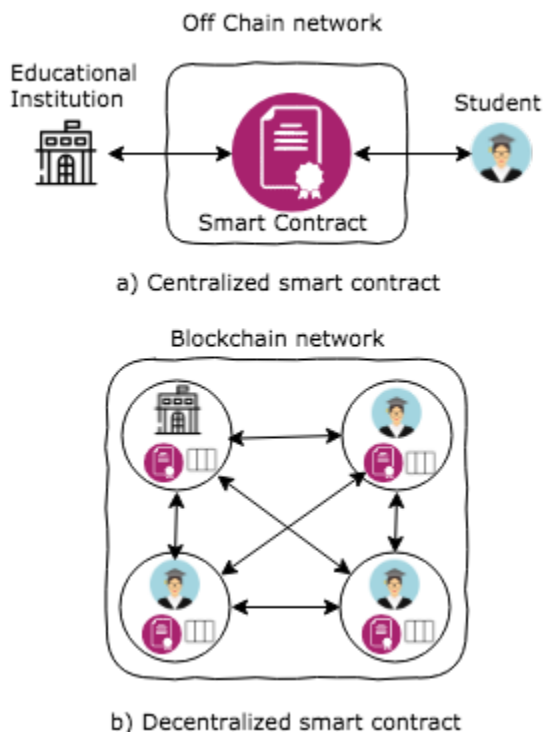 Off Chain network
Educational
Institution
Student
Smart Contract
a) Centralized smart contract
Blockchain network
b) Decentralized smart contract